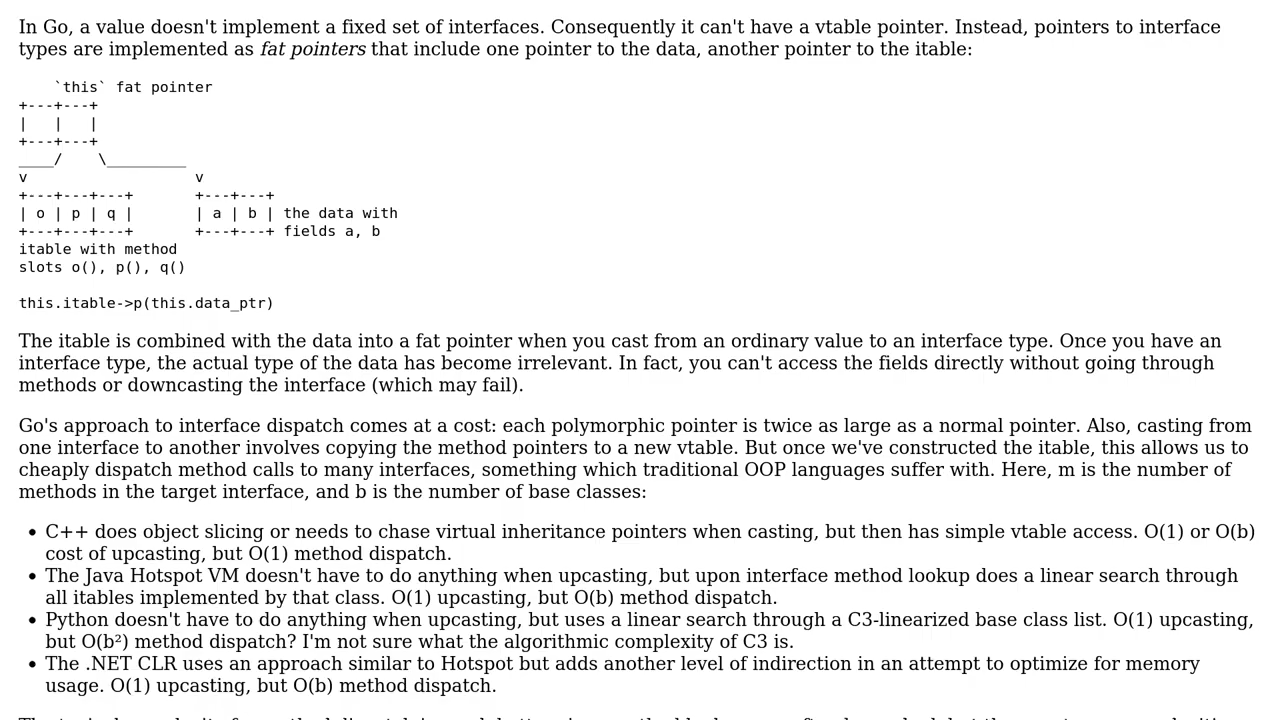 In Go, a value doesn't implement a fixed set of interfaces. Consequently it can't have a vtable pointer. Instead, pointers to interface
types are implemented as fat pointers that include one pointer to the data, another pointer to the itable:
    `this` fat pointer
+---+---+
|   |   |
+---+---+
____/    \_________
v                   v
+---+---+---+       +---+---+
| o | p | q |       | a | b | the data with
+---+---+---+       +---+---+ fields a, b
itable with method
slots o(), p(), q()
this.itable->p(this.data_ptr)
The itable is combined with the data into a fat pointer when you cast from an ordinary value to an interface type. Once you have an
interface type, the actual type of the data has become irrelevant. In fact, you can't access the fields directly without going through
methods or downcasting the interface (which may fail).
Go's approach to interface dispatch comes at a cost: each polymorphic pointer is twice as large as a normal pointer. Also, casting from
one interface to another involves copying the method pointers to a new vtable. But once we've constructed the itable, this allows us to
cheaply dispatch method calls to many interfaces, something which traditional OOP languages suffer with. Here, m is the number of
methods in the target interface, and b is the number of base classes:
• C++ does object slicing or needs to chase virtual inheritance pointers when casting, but then has simple vtable access. O(1) or O(b)
cost of upcasting, but O(1) method dispatch.
• The Java Hotspot VM doesn't have to do anything when upcasting, but upon interface method lookup does a linear search through
all itables implemented by that class. O(1) upcasting, but O(b) method dispatch.
• Python doesn't have to do anything when upcasting, but uses a linear search through a C3-linearized base class list. O(1) upcasting,
but O(b²) method dispatch? I'm not sure what the algorithmic complexity of C3 is.
• The .NET CLR uses an approach similar to Hotspot but adds another level of indirection in an attempt to optimize for memory
usage. O(1) upcasting, but O(b) method dispatch.